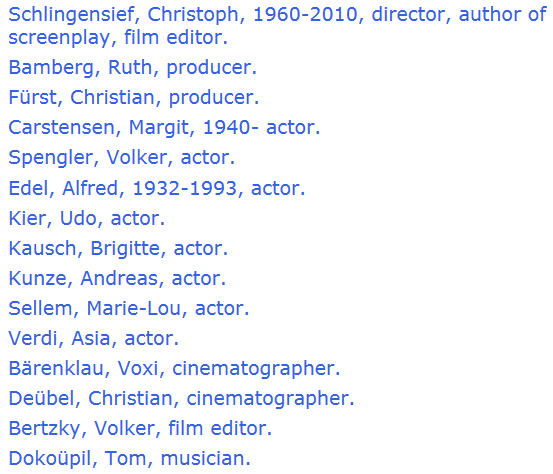 Schlingensief, Christoph, 1960-2010, director, author of
screenplay, film editor.
Bamberg, Ruth, producer.
Fürst, Christian, producer.
Carstensen, Margit, 1940- actor.
Spengler, Volker, actor.
Edel, Alfred, 1932-1993, actor.
Kier, Udo, actor.
Kausch, Brigitte, actor.
Kunze, Andreas, actor.
Sellem, Marie-Lou, actor.
Verdi, Asia, actor.
Bärenklau, Voxi, cinematographer.
Deübel, Christian, cinematographer.
Bertzky, Volker, film editor.
Dokoüpil, Tom, musician.